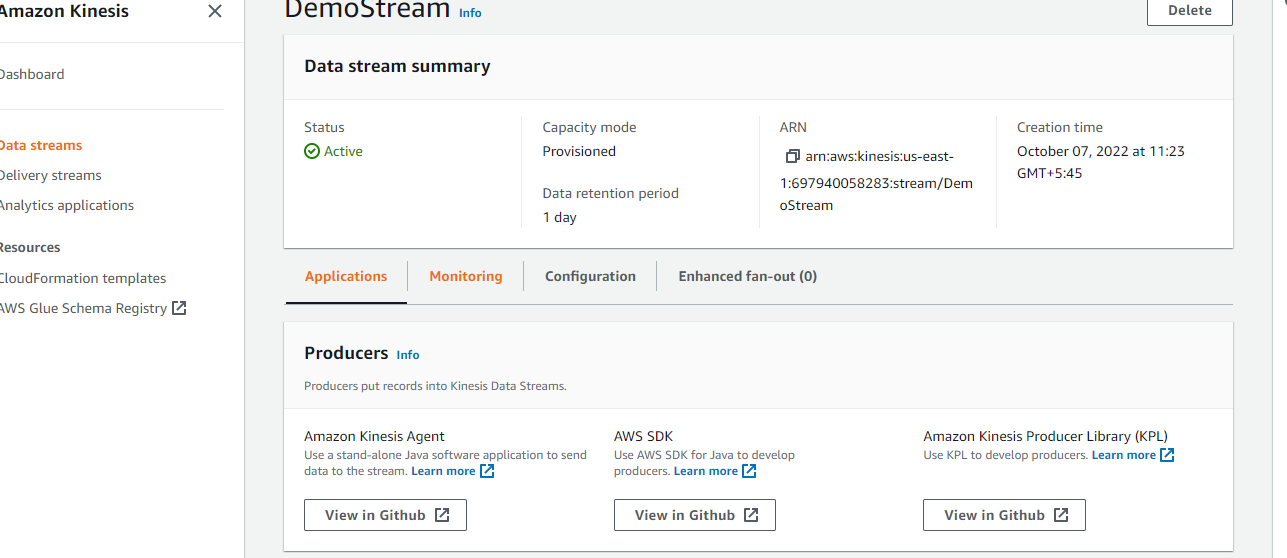 Amazon Kinesis
Dashboard
Data streams
Delivery streams
Analytics applications
Resources
CloudFormation templates
AWS Glue Schema Registry
DemoStream Info
Delete
Data stream summary
Status
Active
Capacity mode
Provisioned
Data retention period
1 day
ARN
arn:aws:kinesis:us-east-
1:697940058283:stream/Dem
oStream
Creation time
October 07, 2022 at 11:23
GMT+5:45
Applications
Monitoring
Configuration
Enhanced fan-out (0)
Producers Info
Producers put records into Kinesis Data Streams.
Amazon Kinesis Agent
Use a stand-alone Java software application to send
data to the stream. Learn more
View in Github
AWS SDK
Use AWS SDK for Java to develop
producers. Learn more
View in Github
Amazon Kinesis Producer Library (KPL)
Use KPL to develop producers. Learn more
View in Github